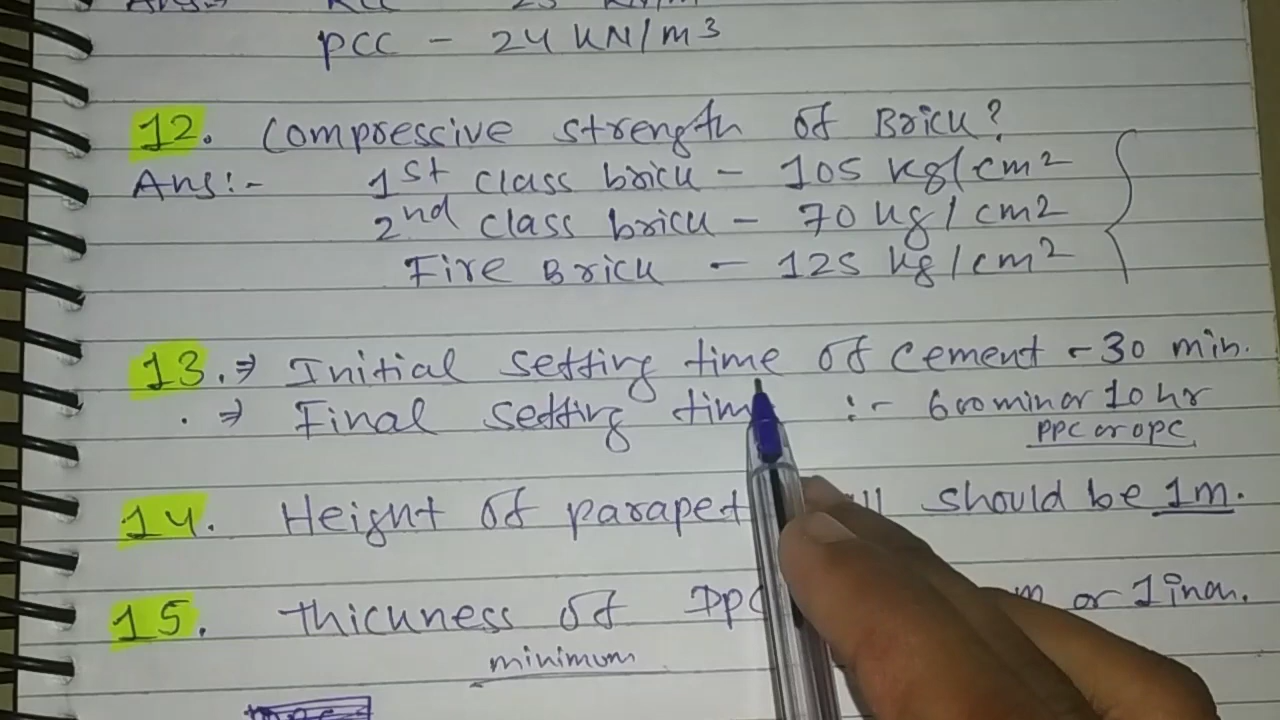 PCC - 24 KN/m3
12. Compressive strength of Brick?
Ans:- 1st class brick - 105 kg/cm2
2nd class brick - 70 kg/cm2
Fire Brick - 125 kg/cm2
13. ⇒ Initial setting time of cement - 30 min.
. ⇒ Final setting time :- 600 min or 10 hr
PPC or OPC
14. Height of parapet should be 1m.
15. Thickness of DPC or 1 inch.
minimum